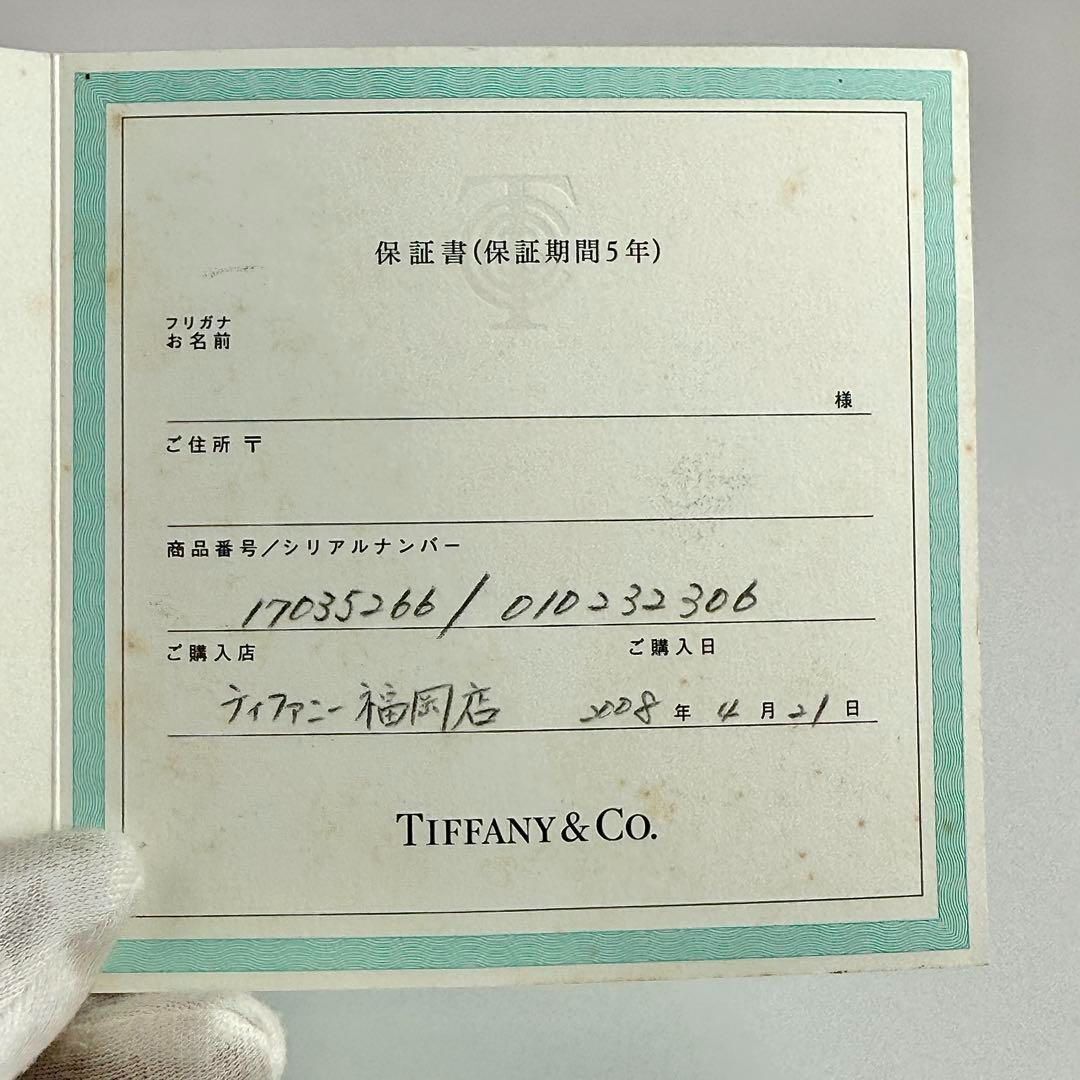 保証書(保証期間5年)
フリガナ
お名前
様
ご住所 〒
商品番号/シリアルナンバー
17035266 / 010232306
ご購入店 ご購入日
ティファニー福岡店 2008年 4月21日
TIFFANY & CO.